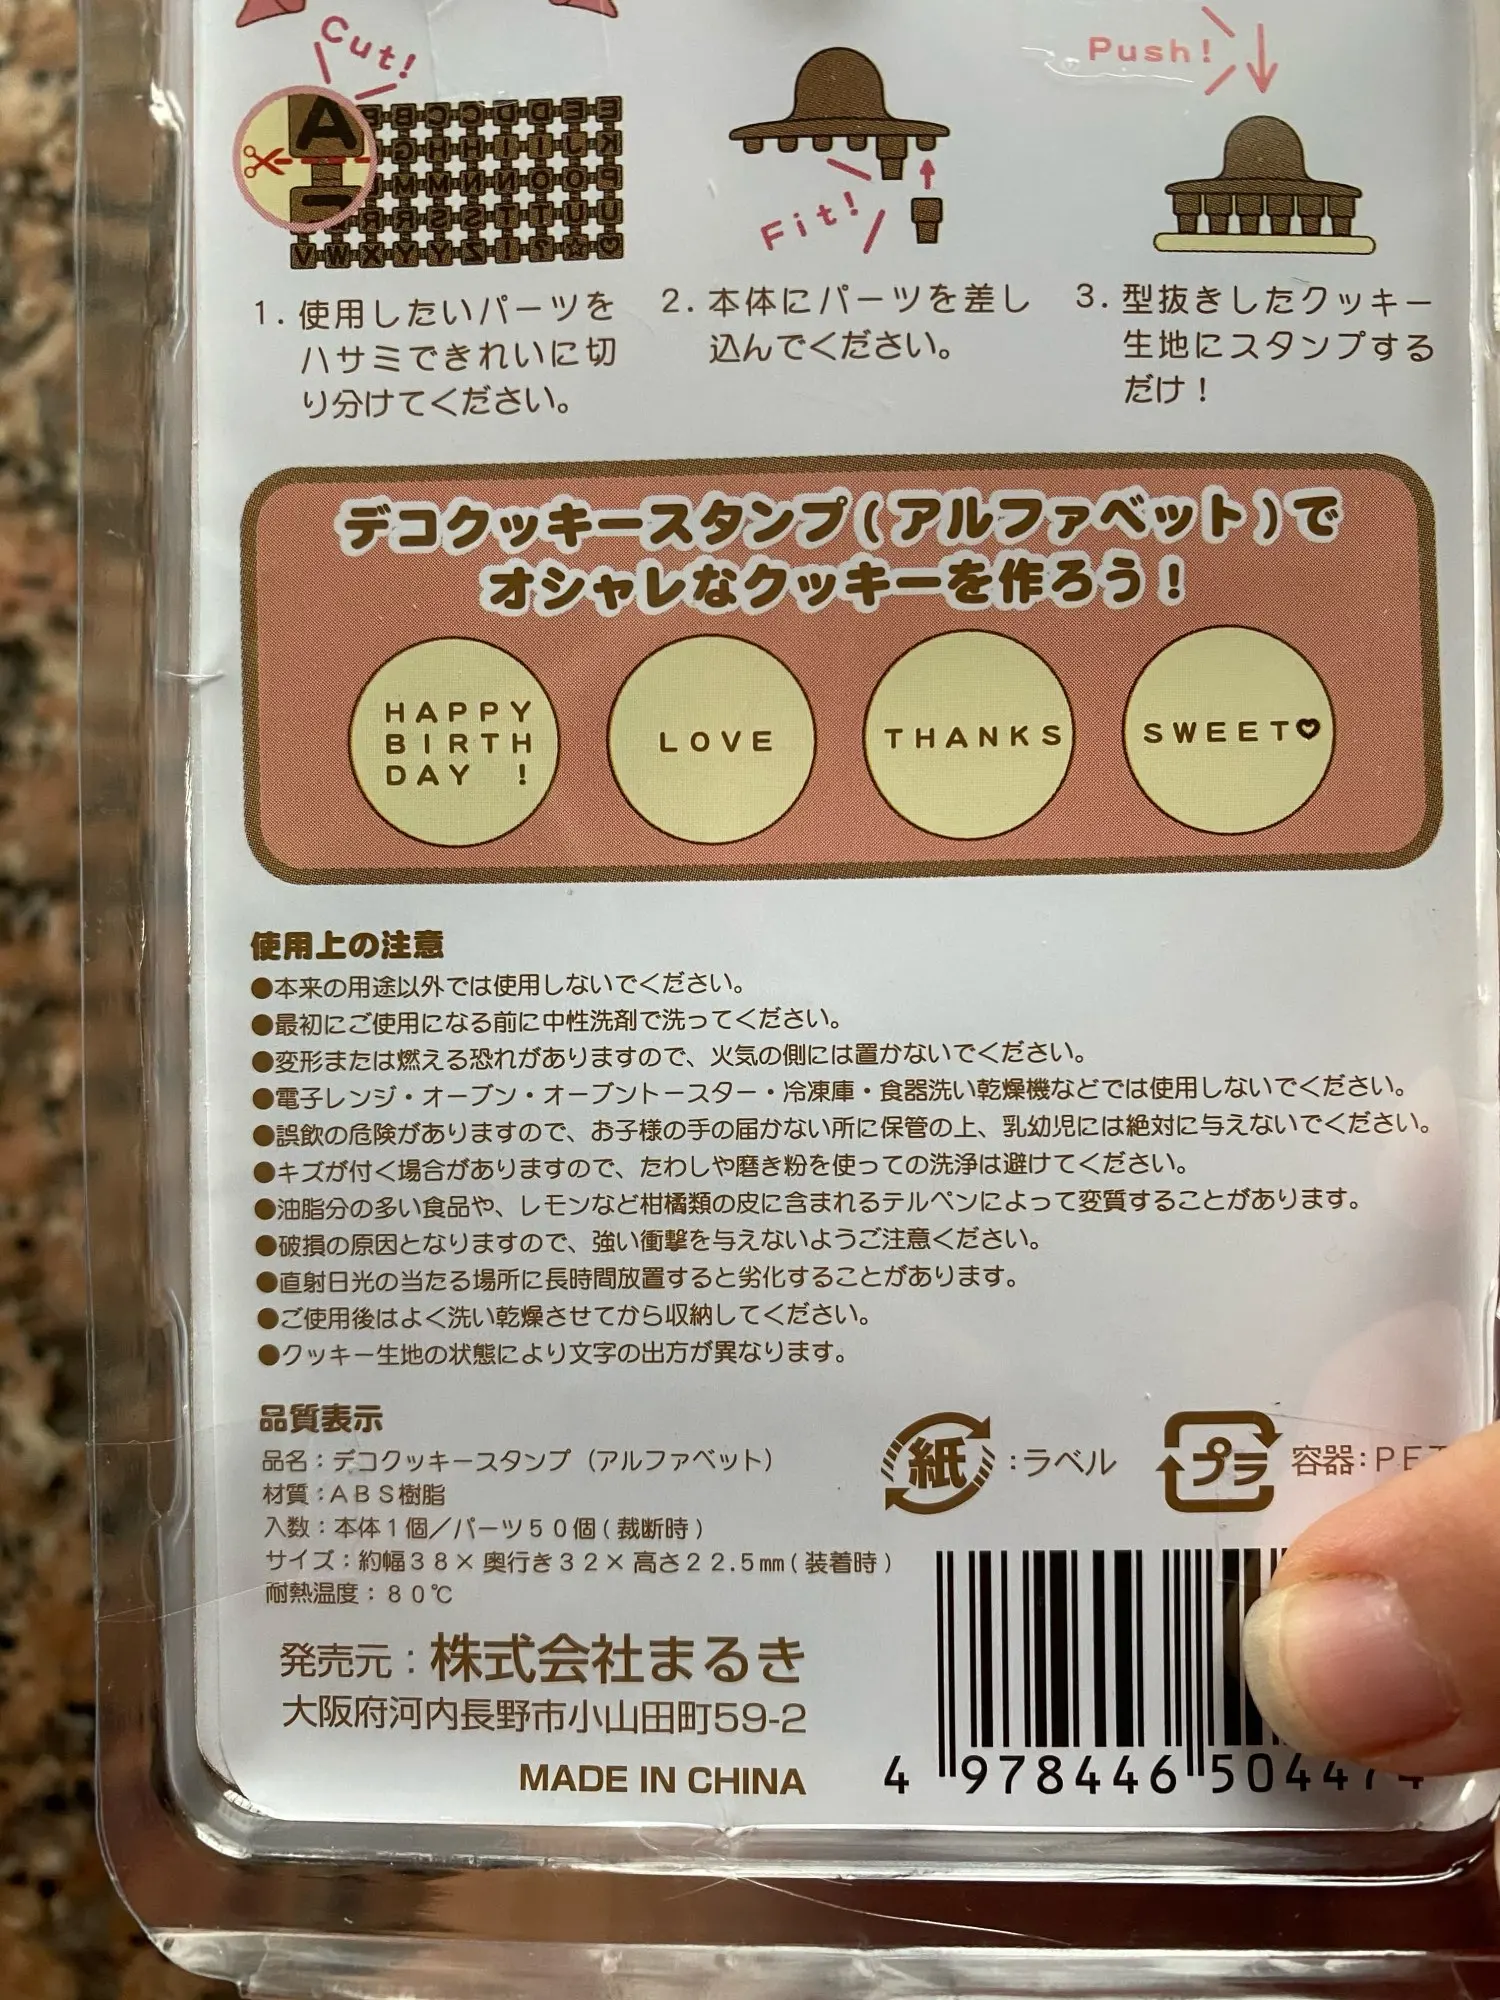 Cut!
A
Fit!
Push!
1. 使用したいパーツを
ハサミできれいに切
り分けてください。
2. 本体にパーツを差し
込んでください。
3. 型抜きしたクッキー
生地にスタンプする
だけ！
デコクッキースタンプ(アルファベット)で
オシャレなクッキーを作ろう！
HAPPY
BIRTH
DAY !
LOVE
THANKS
SWEET♥
使用上の注意
●本来の用途以外では使用しないでください。
●最初にご使用になる前に中性洗剤で洗ってください。
●変形または燃える恐れがありますので、火気の側には置かないでください。
●電子レンジ・オーブン・オーブントースター・冷凍庫・食器洗い乾燥機などでは使用しないでください。
●誤飲の危険がありますので、お子様の手の届かない所に保管の上、乳幼児には絶対に与えないでください。
●キズが付く場合がありますので、たわしや磨き粉を使っての洗浄は避けてください。
●油脂分の多い食品や、レモンなど柑橘類の皮に含まれるテルペンによって変質することがあります。
●破損の原因となりますので、強い衝撃を与えないようご注意ください。
●直射日光の当たる場所に長時間放置すると劣化することがあります。
●ご使用後はよく洗い乾燥させてから収納してください。
●クッキー生地の状態により文字の出方が異なります。
品質表示
品名：デコクッキースタンプ（アルファベット）
材質：ABS樹脂
入数：本体1個／パーツ50個(裁断時)
サイズ：約幅38×奥行き32×高さ22.5㎜(装着時)
耐熱温度：80℃
紙：ラベル
プラ 容器：PET
発売元：株式会社まるき
大阪府河内長野市小山田町59-2
MADE IN CHINA
4 978446 504474